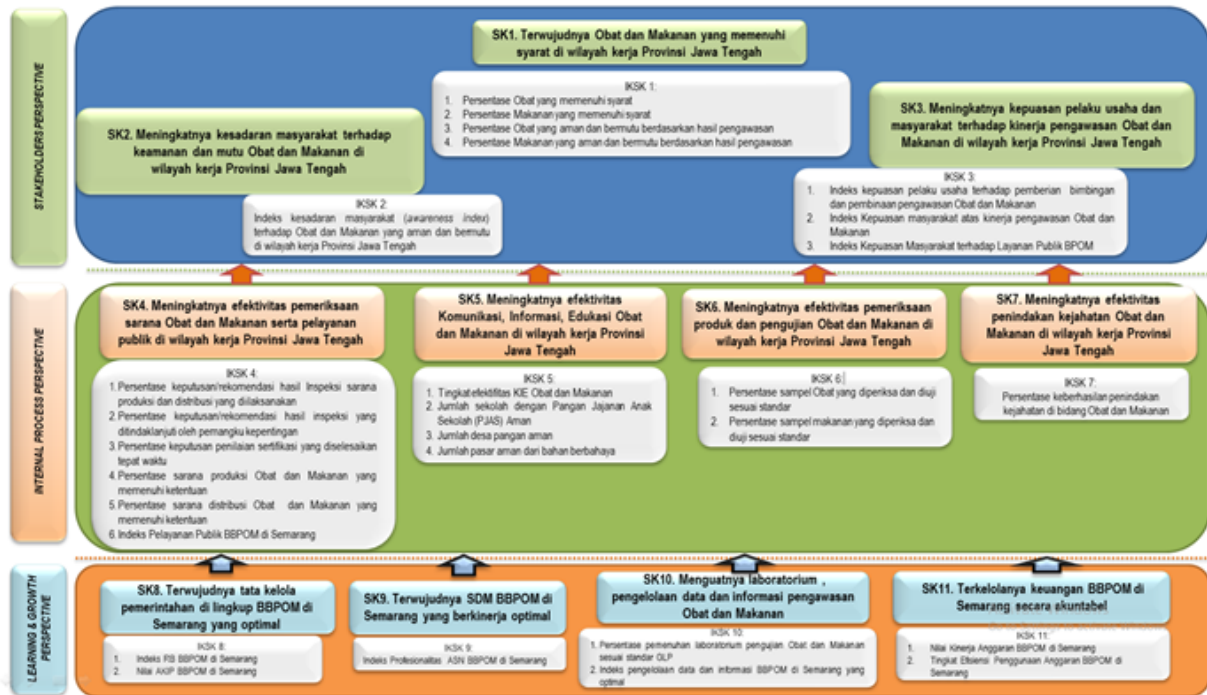 STAKEHOLDERS PERSPECTIVE
SK1. Terwujudnya Obat dan Makanan yang memenuhi
syarat di wilayah kerja Provinsi Jawa Tengah
IKSK 1:
1. Persentase Obat yang memenuhi syarat
2. Persentase Makanan yang memenuhi syarat
3. Persentase Obat yang aman dan bermutu berdasarkan hasil pengawasan
4. Persentase Makanan yang aman dan bermutu berdasarkan hasil pengawasan
SK2. Meningkatnya kesadaran masyarakat terhadap
keamanan dan mutu Obat dan Makanan di
wilayah kerja Provinsi Jawa Tengah
IKSK 2:
Indeks kesadaran masyarakat (awareness index)
terhadap Obat dan Makanan yang aman dan bermutu
di wilayah kerja Provinsi Jawa Tengah
SK3. Meningkatnya kepuasan pelaku usaha dan
masyarakat terhadap kinerja pengawasan Obat dan
Makanan di wilayah kerja Provinsi Jawa Tengah
IKSK 3:
1. Indeks kepuasan pelaku usaha terhadap pemberian bimbingan
dan pembinaan pengawasan Obat dan Makanan
2. Indeks Kepuasan masyarakat atas kinerja pengawasan Obat dan
Makanan
3. Indeks Kepuasan Masyarakat terhadap Layanan Publik BPOM
INTERNAL PROCESS PERSPECTIVE
SK4. Meningkatnya efektivitas pemeriksaan
sarana Obat dan Makanan serta pelayanan
publik di wilayah kerja Provinsi Jawa Tengah
IKSK 4:
1. Persentase keputusan/rekomendasi hasil Inspeksi sarana
produksi dan distribusi yang dilaksanakan
2. Persentase keputusan/rekomendasi hasil inspeksi yang
ditindaklanjuti oleh pemangku kepentingan
3. Persentase keputusan penilaian sertifikasi yang diselesaikan
tepat waktu
4. Persentase sarana produksi Obat dan Makanan yang
memenuhi ketentuan
5. Persentase sarana distribusi Obat dan Makanan yang
memenuhi ketentuan
6. Indeks Pelayanan Publik BBPOM di Semarang
SK5. Meningkatnya efektivitas
Komunikasi, Informasi, Edukasi Obat
dan Makanan di wilayah kerja Provinsi
Jawa Tengah
IKSK 5:
1. Tingkat efektifitas KIE Obat dan Makanan
2. Jumlah sekolah dengan Pangan Jajanan Anak
Sekolah (PJAS) Aman
3. Jumlah desa pangan aman
4. Jumlah pasar aman dari bahan berbahaya
SK6. Meningkatnya efektivitas pemeriksaan
produk dan pengujian Obat dan Makanan di
wilayah kerja Provinsi Jawa Tengah
IKSK 6:
1. Persentase sampel Obat yang diperiksa dan diuji
sesuai standar
2. Persentase sampel makanan yang diperiksa dan
diuji sesuai standar
SK7. Meningkatnya efektivitas
penindakan kejahatan Obat dan
Makanan di wilayah kerja Provinsi
Jawa Tengah
IKSK 7:
Persentase keberhasilan penindakan
kejahatan di bidang Obat dan Makanan
LEARNING & GROWTH
PERSPECTIVE
SK8. Terwujudnya tata kelola
pemerintahan di lingkup BBPOM di
Semarang yang optimal
IKSK 8:
1. Indeks RB BBPOM di Semarang
2. Nilai AKIP BBPOM di Semarang
SK9. Terwujudnya SDM BBPOM di
Semarang yang berkinerja optimal
IKSK 9:
Indeks Profesionalitas ASN BBPOM di Semarang
SK10. Menguatnya laboratorium ,
pengelolaan data dan informasi pengawasan
Obat dan Makanan
IKSK 10:
1. Persentase pemenuhan laboratorium pengujian Obat dan Makanan
sesuai standar GLP
2. Indeks pengelolaan data dan informasi BBPOM di Semarang yang
optimal
SK11. Terkelolanya keuangan BBPOM di
Semarang secara akuntabel
IKSK 11:
1. Nilai Kinerja Anggaran BBPOM di Semarang
2. Tingkat Efisiensi Penggunaan Anggaran BBPOM di
Semarang